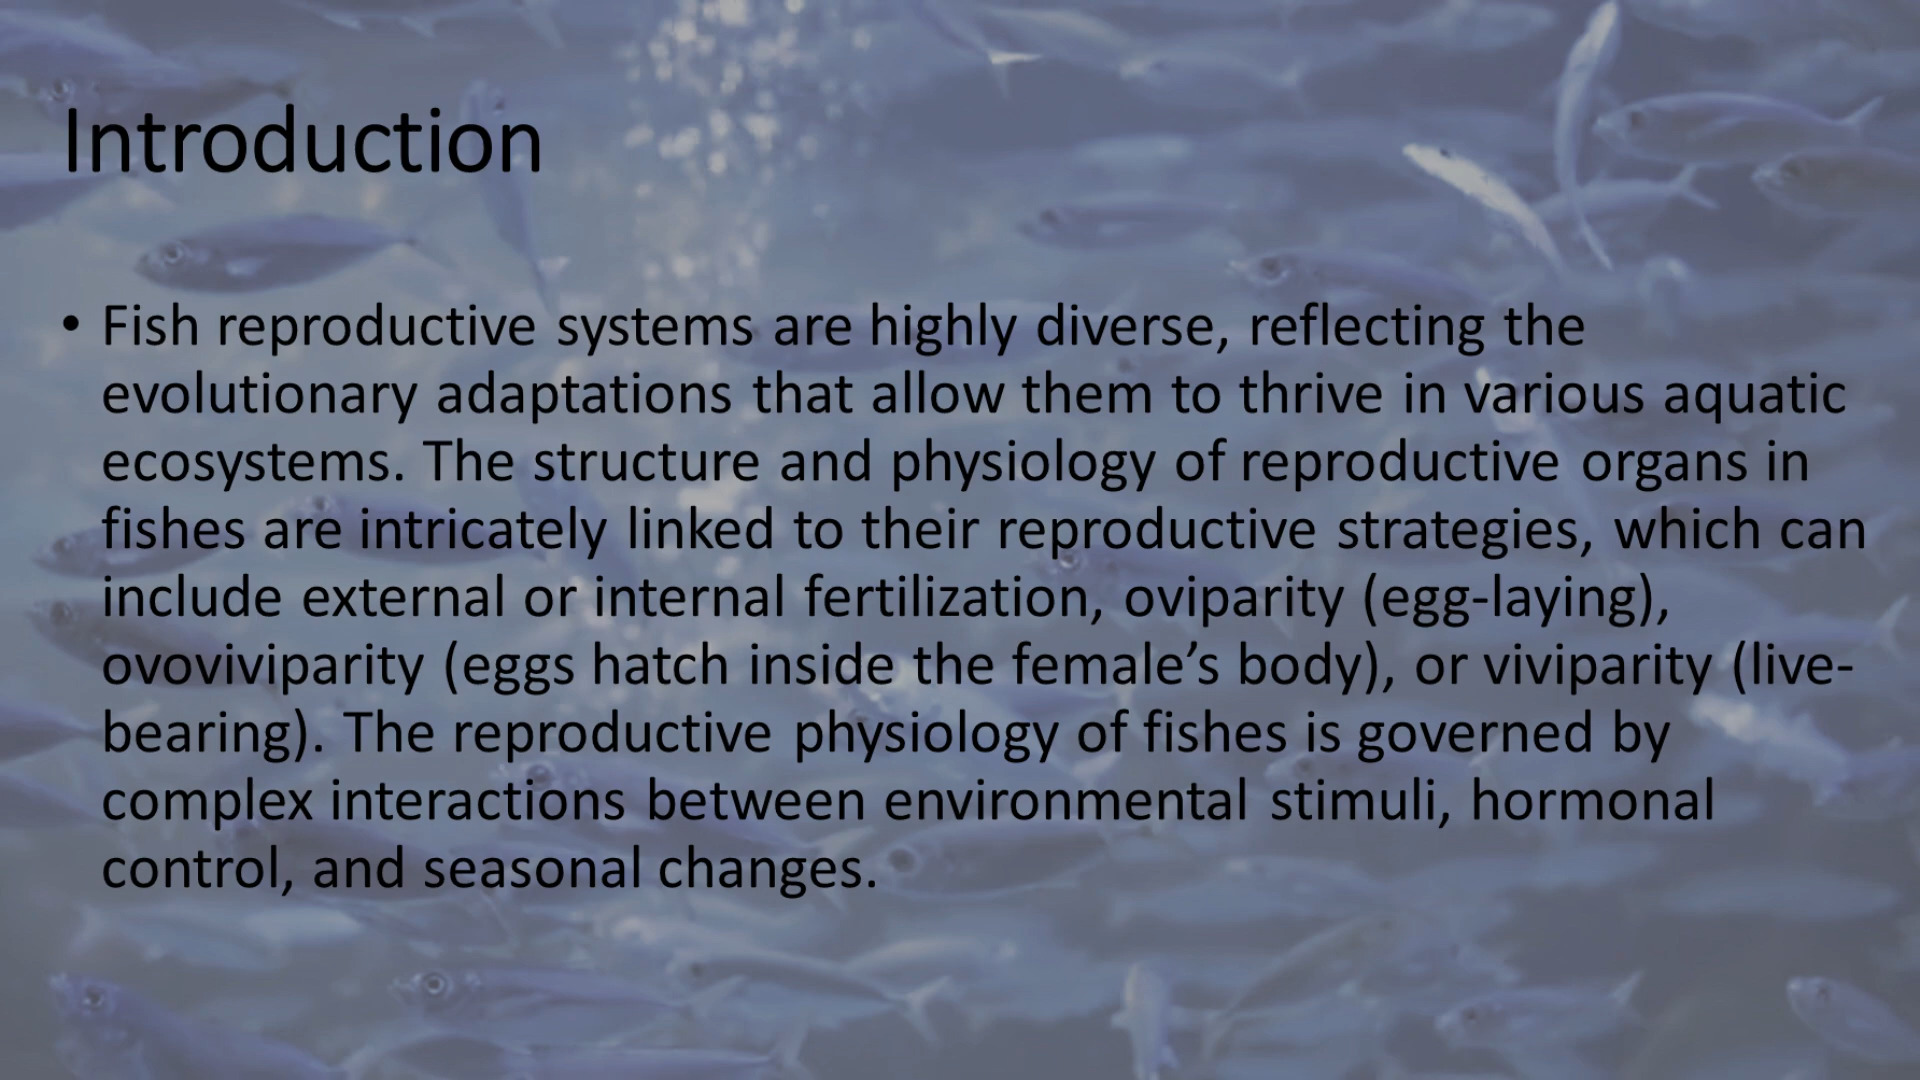 Introduction
• Fish reproductive systems are highly diverse, reflecting the
evolutionary adaptations that allow them to thrive in various aquatic
ecosystems. The structure and physiology of reproductive organs in
fishes are intricately linked to their reproductive strategies, which can
include external or internal fertilization, oviparity (egg-laying),
ovoviviparity (eggs hatch inside the female’s body), or viviparity (live-
bearing). The reproductive physiology of fishes is governed by
complex interactions between environmental stimuli, hormonal
control, and seasonal changes.